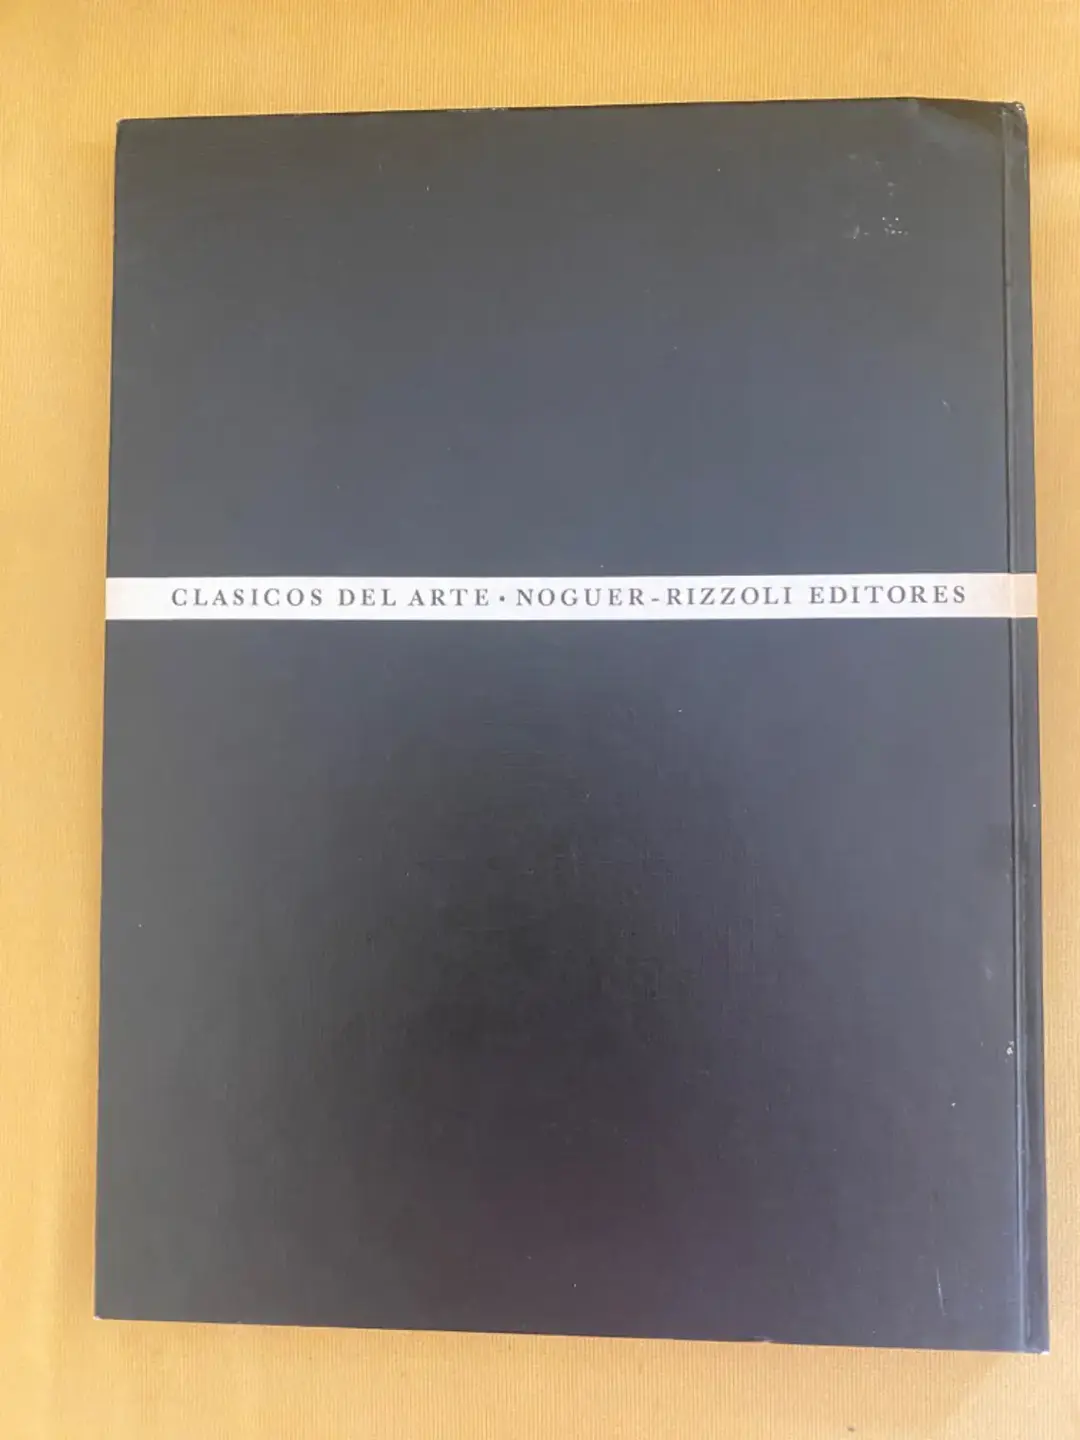 CLASICOS DEL ARTE • NOGUER-RIZZOLI EDITORES